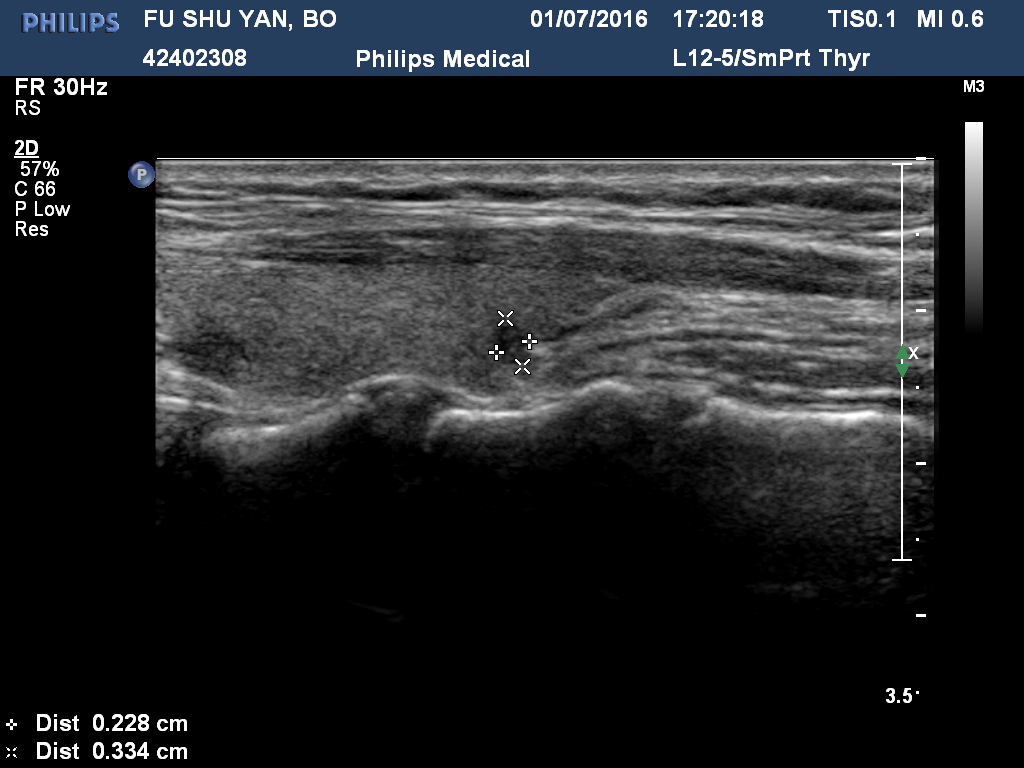 PHILIPS FU SHU YAN, BO 01/07/2016 17:20:18 TIS0.1 MI 0.6
42402308 Philips Medical L12-5/SmPrt Thyr
FR 30Hz
RS
M3
2D
57%
C 66
P Low
Res
P
X
3.5
Dist 0.228 cm
Dist 0.334 cm